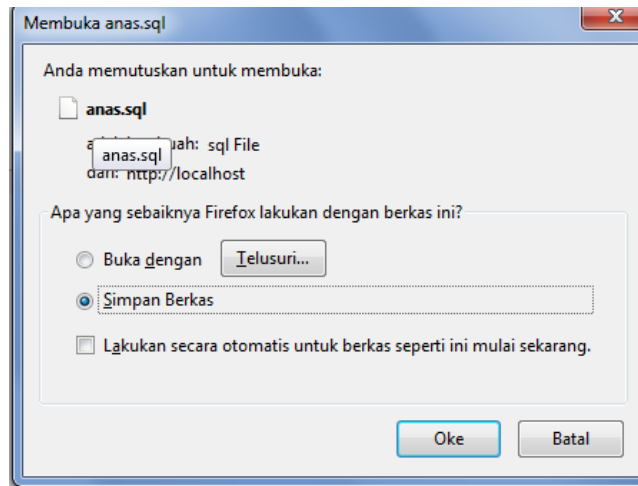 Membuka anas.sql
Anda memutuskan untuk membuka:
anas.sql
uah: sql File
anas.sql
dari: http://localhost
Apa yang sebaiknya Firefox lakukan dengan berkas ini?
Buka dengan Telusuri...
Simpan Berkas
Lakukan secara otomatis untuk berkas seperti ini mulai sekarang.
Oke Batal